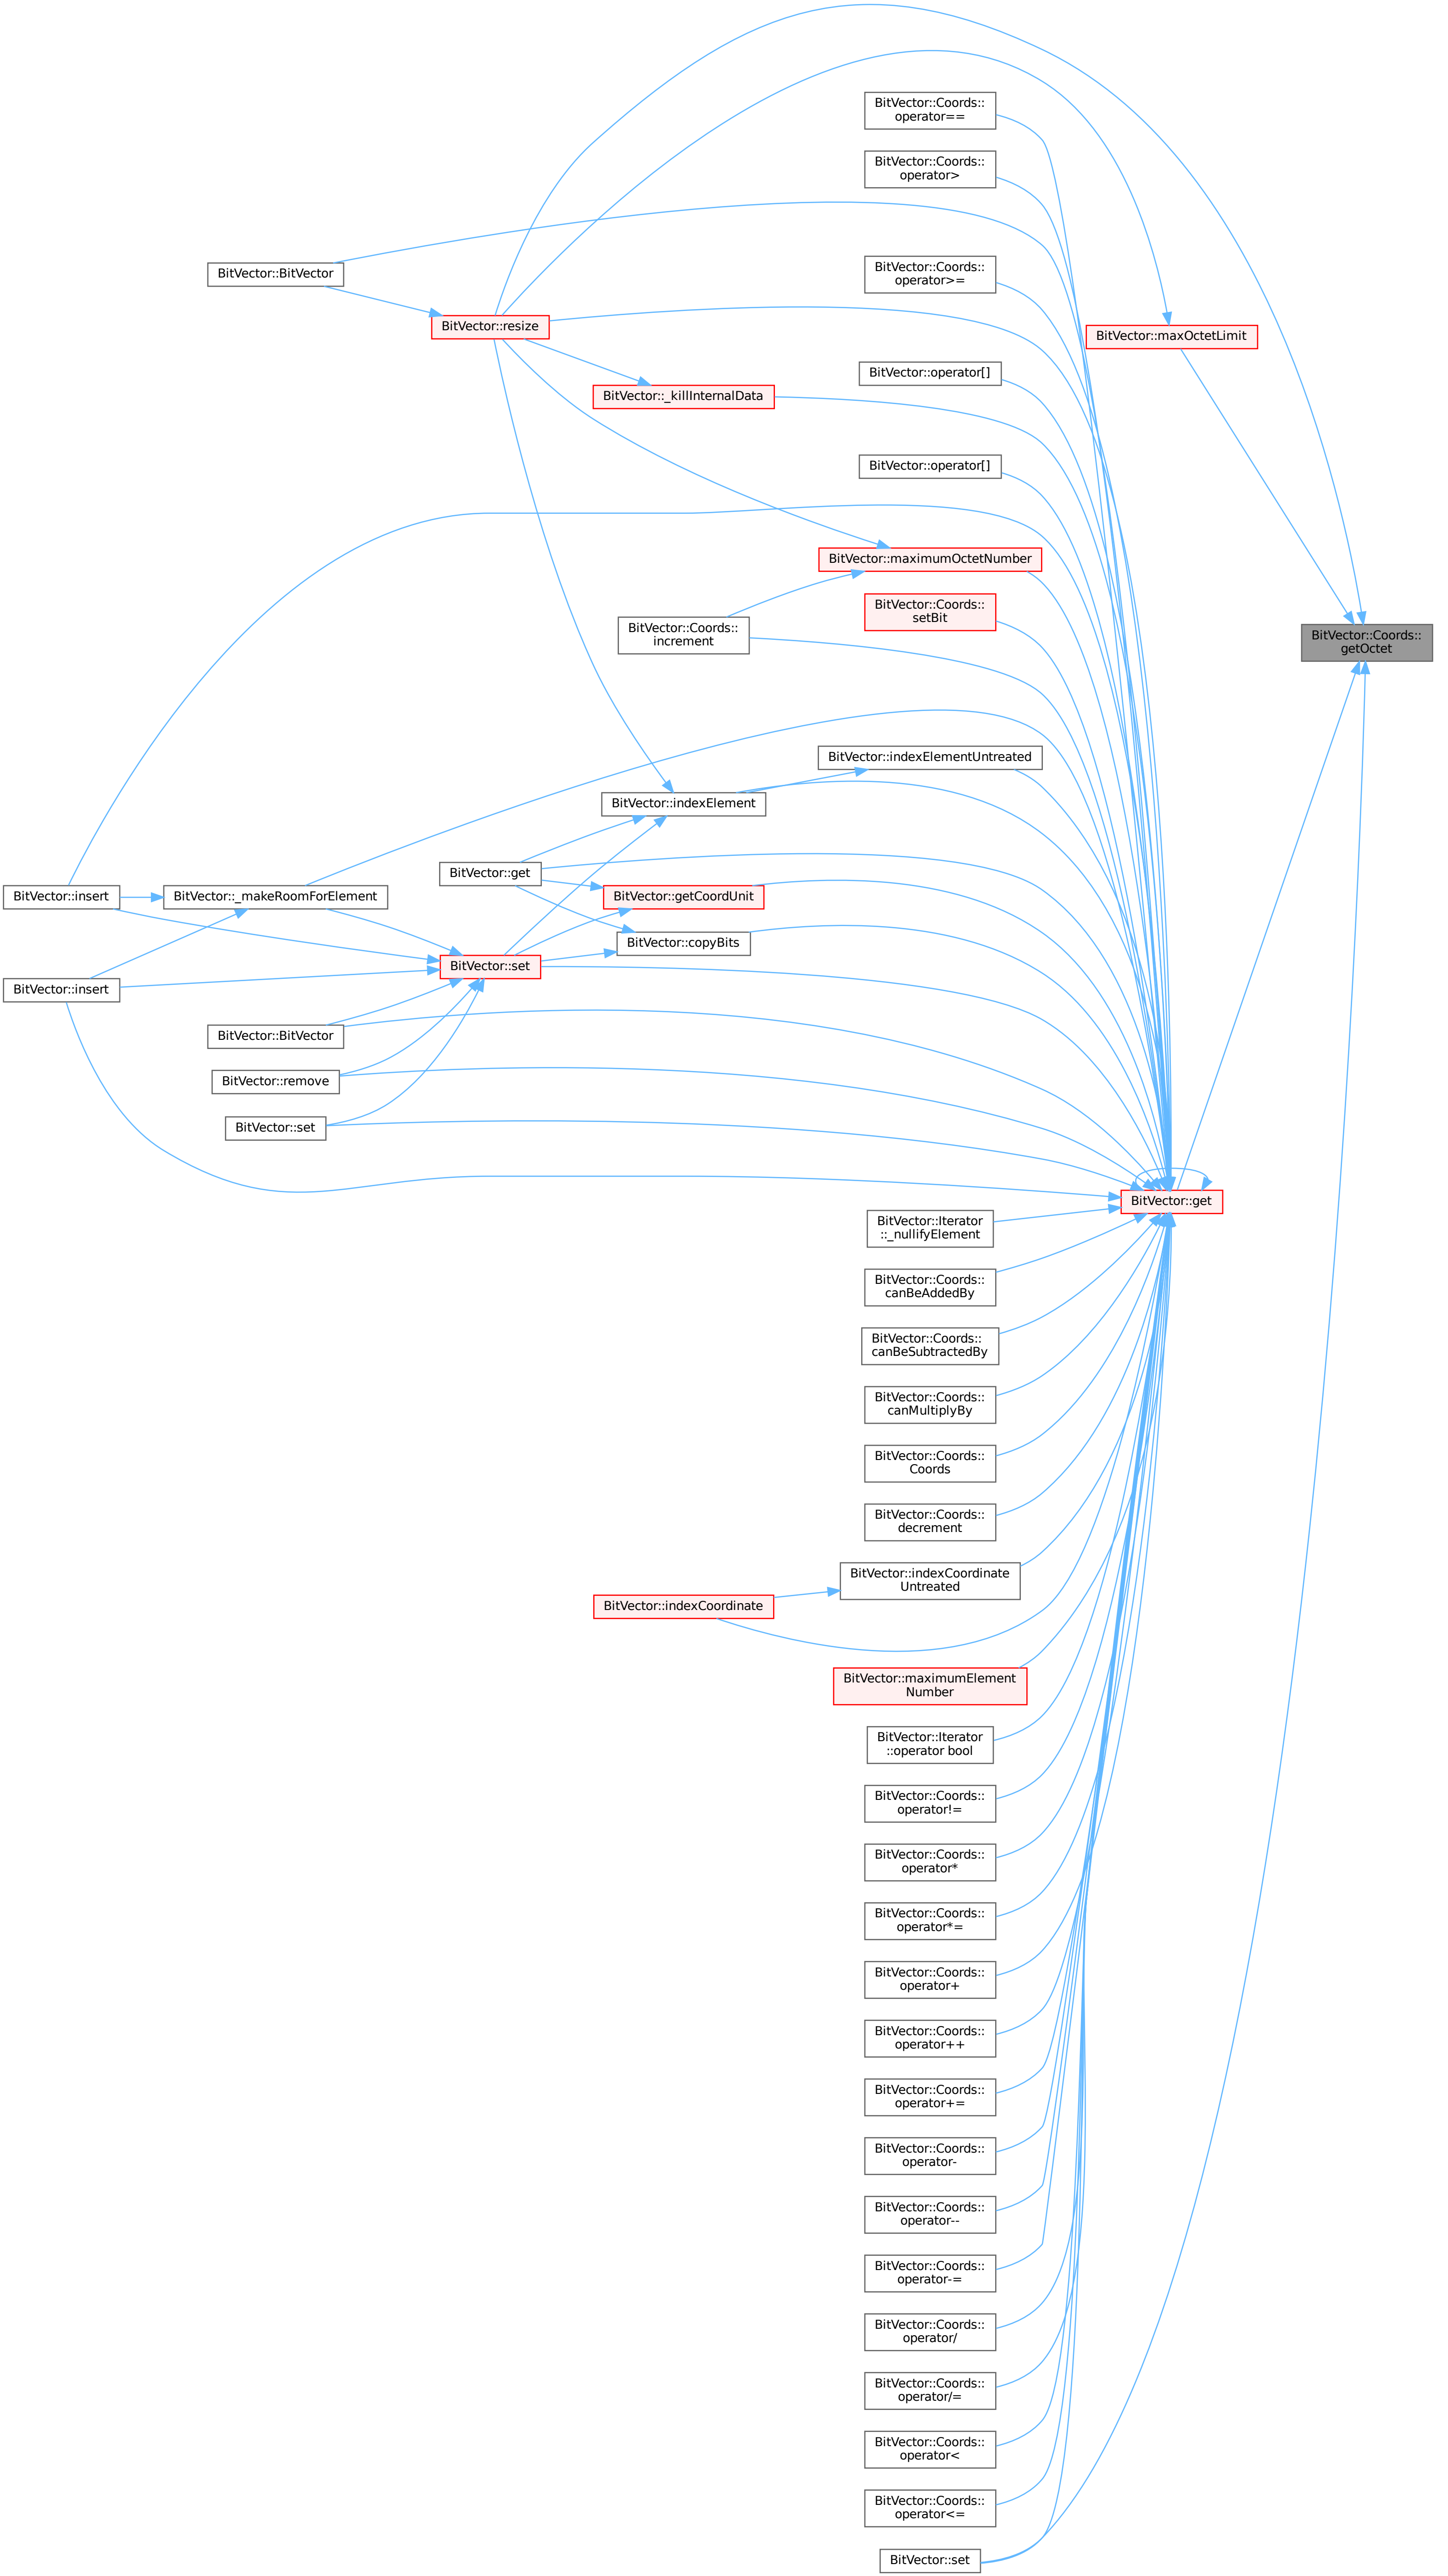 BitVector::Coords::
operator==
BitVector::Coords::
operator>
BitVector::BitVector
BitVector::Coords::
operator>=
BitVector::resize
BitVector::maxOctetLimit
BitVector::operator[]
BitVector::_killInternalData
BitVector::operator[]
BitVector::maximumOctetNumber
BitVector::Coords::
setBit
BitVector::Coords::
increment
BitVector::Coords::
getOctet
BitVector::indexElementUntreated
BitVector::indexElement
BitVector::get
BitVector::insert
BitVector::_makeRoomForElement
BitVector::getCoordUnit
BitVector::copyBits
BitVector::set
BitVector::insert
BitVector::BitVector
BitVector::remove
BitVector::set
BitVector::get
BitVector::Iterator
::_nullifyElement
BitVector::Coords::
canBeAddedBy
BitVector::Coords::
canBeSubtractedBy
BitVector::Coords::
canMultiplyBy
BitVector::Coords::
Coords
BitVector::Coords::
decrement
BitVector::indexCoordinate
Untreated
BitVector::indexCoordinate
BitVector::maximumElement
Number
BitVector::Iterator
::operator bool
BitVector::Coords::
operator!=
BitVector::Coords::
operator*
BitVector::Coords::
operator*=
BitVector::Coords::
operator+
BitVector::Coords::
operator++
BitVector::Coords::
operator+=
BitVector::Coords::
operator-
BitVector::Coords::
operator--
BitVector::Coords::
operator-=
BitVector::Coords::
operator/
BitVector::Coords::
operator/=
BitVector::Coords::
operator<
BitVector::Coords::
operator<=
BitVector::set